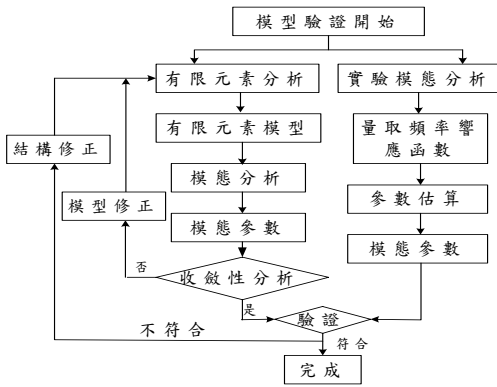 模型驗證開始
有限元素分析
實驗模態分析
有限元素模型
量取頻率響
應函數
結構修正
模態分析
模型修正
參數估算
模態參數
模態參數
否
收斂性分析
是
驗證
不符合
符合
完成